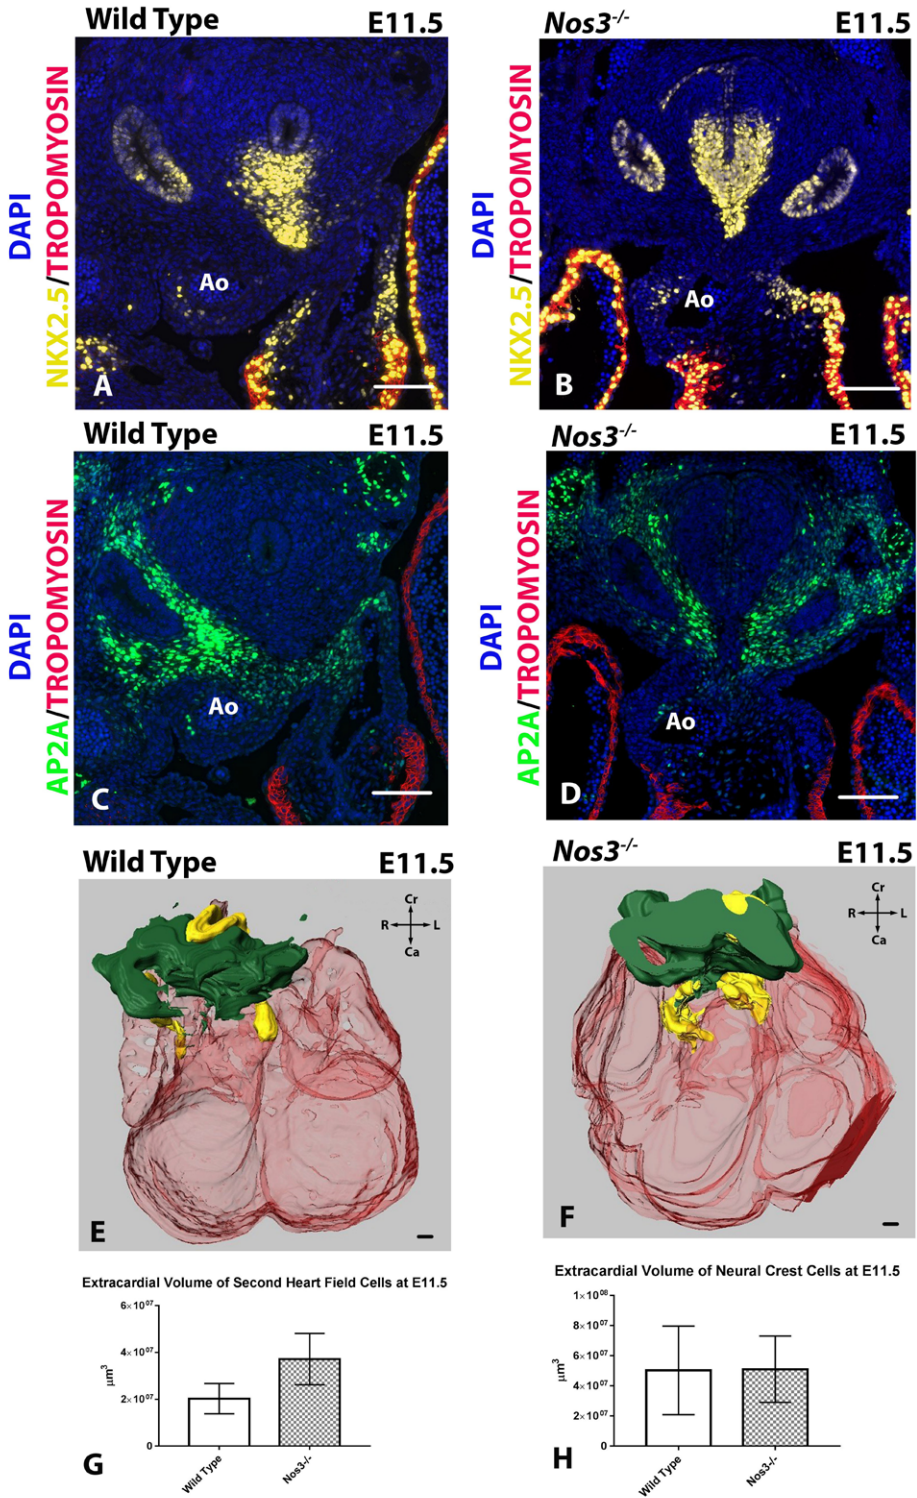 Wild Type E11.5
DAPI
NKX2.5/TROPOMYOSIN
Ao
A
Nos3-/- E11.5
DAPI
NKX2.5/TROPOMYOSIN
Ao
B
Wild Type E11.5
DAPI
AP2A/TROPOMYOSIN
Ao
C
Nos3-/- E11.5
DAPI
AP2A/TROPOMYOSIN
Ao
D
Wild Type E11.5
Cr
R L
Ca
E
Nos3-/- E11.5
Cr
R L
Ca
F
Extracardial Volume of Second Heart Field Cells at E11.5
6×10^07
4×10^07
2×10^07
0
μm³
Wild Type
Nos3-/-
G
Extracardial Volume of Neural Crest Cells at E11.5
1×10^08
8×10^07
6×10^07
4×10^07
2×10^07
0
μm³
Wild Type
Nos3-/-
H